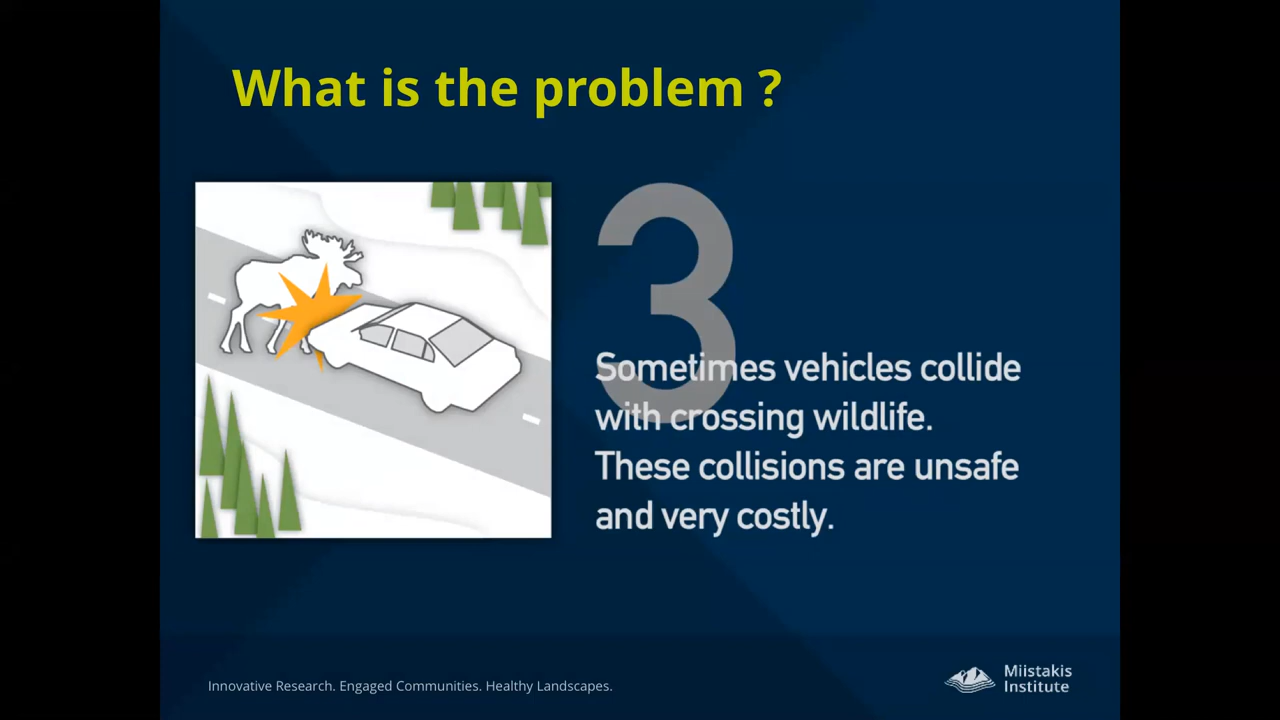 What is the problem ?
3
Sometimes vehicles collide
with crossing wildlife.
These collisions are unsafe
and very costly.
Innovative Research. Engaged Communities. Healthy Landscapes.
Miistakis
Institute